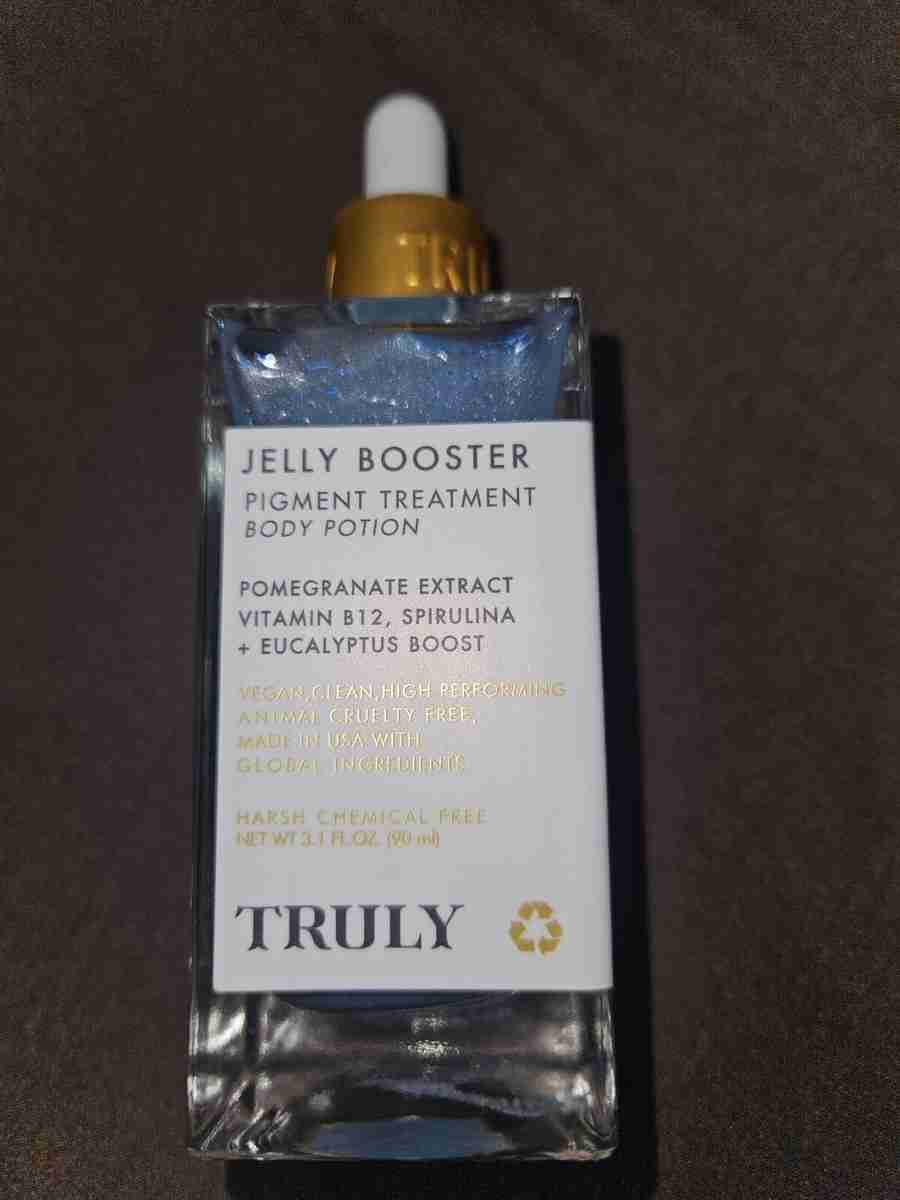 JELLY BOOSTER
PIGMENT TREATMENT
BODY POTION
POMEGRANATE EXTRACT
VITAMIN B12, SPIRULINA
+ EUCALYPTUS BOOST
VEGAN,CLEAN,HIGH PERFORMING
ANIMAL CRUELTY FREE,
MADE IN USA WITH
GLOBAL INGREDIENTS
HARSH CHEMICAL FREE
NET WT 3.1 FL.OZ. (90 ml)
TRULY